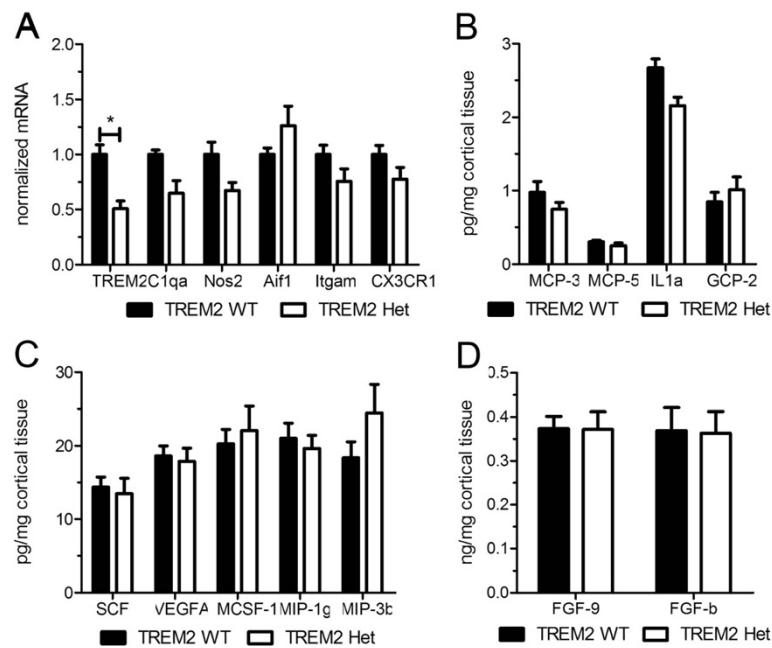 A
normalized mRNA
2.0
1.5
1.0
0.5
0.0
*
TREM2C1qa Nos2 Aif1 Itgam CX3CR1
TREM2 WT TREM2 Het
B
pg/mg cortical tissue
3
2
1
0
MCP-3 MCP-5 IL1a GCP-2
TREM2 WT TREM2 Het
C
pg/mg cortical tissue
30
20
10
0
SCF VEGFA MCSF-1 MIP-1g MIP-3b
TREM2 WT TREM2 Het
D
ng/mg cortical tissue
0.5
0.4
0.3
0.2
0.1
0.0
FGF-9 FGF-b
TREM2 WT TREM2 Het